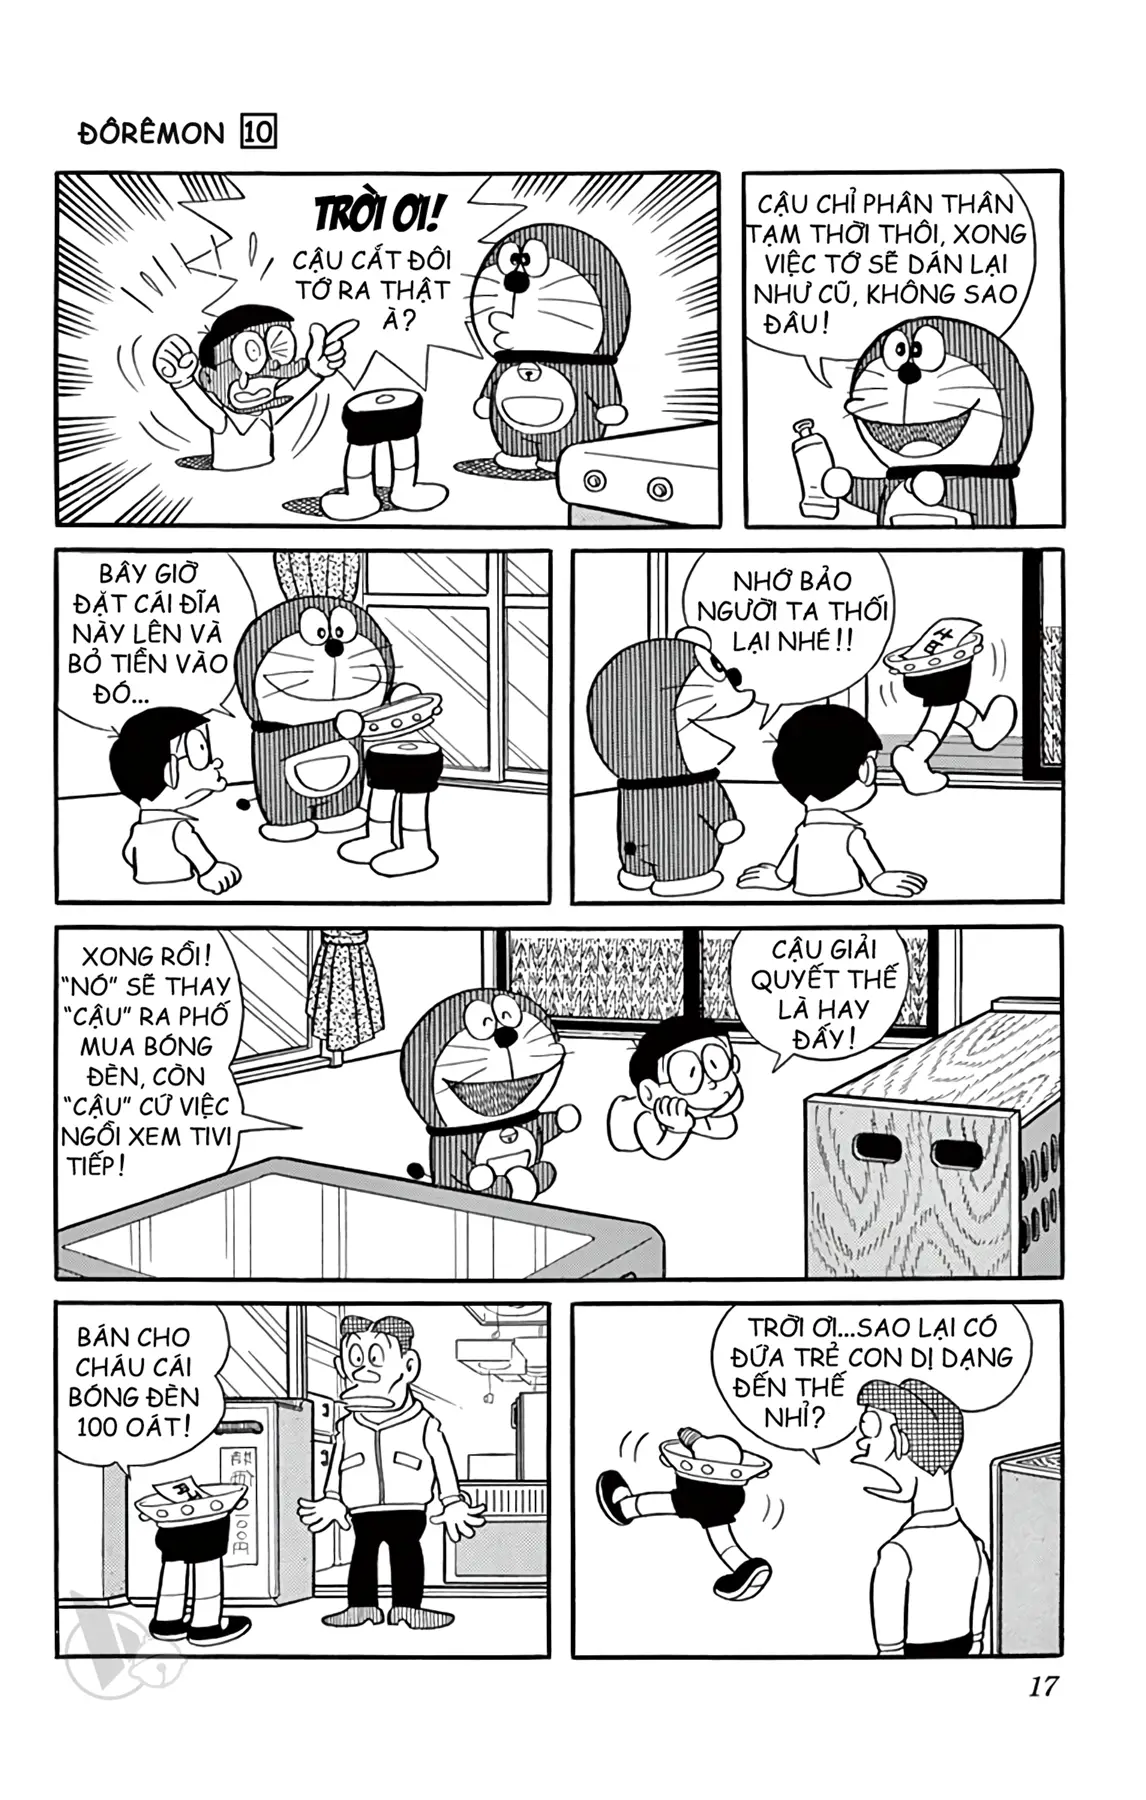 ĐÔRÊMON 10
TRỜI ƠI!
CẬU CẮT ĐÔI
TỚ RA THẬT
À?
CẬU CHỈ PHÂN THÂN
TẠM THỜI THÔI, XONG
VIỆC TỚ SẼ DÁN LẠI
NHƯ CŨ, KHÔNG SAO
ĐÂU!
BÂY GIỜ
ĐẶT CÁI ĐĨA
NÀY LÊN VÀ
BỎ TIỀN VÀO
ĐÓ...
NHỚ BẢO
NGƯỜI TA THỐI
LẠI NHÉ!!
XONG RỒI!
"NÓ" SẼ THAY
"CẬU" RA PHỐ
MUA BÓNG
ĐÈN, CÒN
"CẬU" CỨ VIỆC
NGỒI XEM TIVI
TIẾP!
CẬU GIẢI
QUYẾT THẾ
LÀ HAY
ĐẤY!
BÁN CHO
CHÁU CÁI
BÓNG ĐÈN
100 OÁT!
TRỜI ƠI...SAO LẠI CÓ
ĐỨA TRẺ CON DỊ DẠNG
ĐẾN THẾ
NHỈ?
17